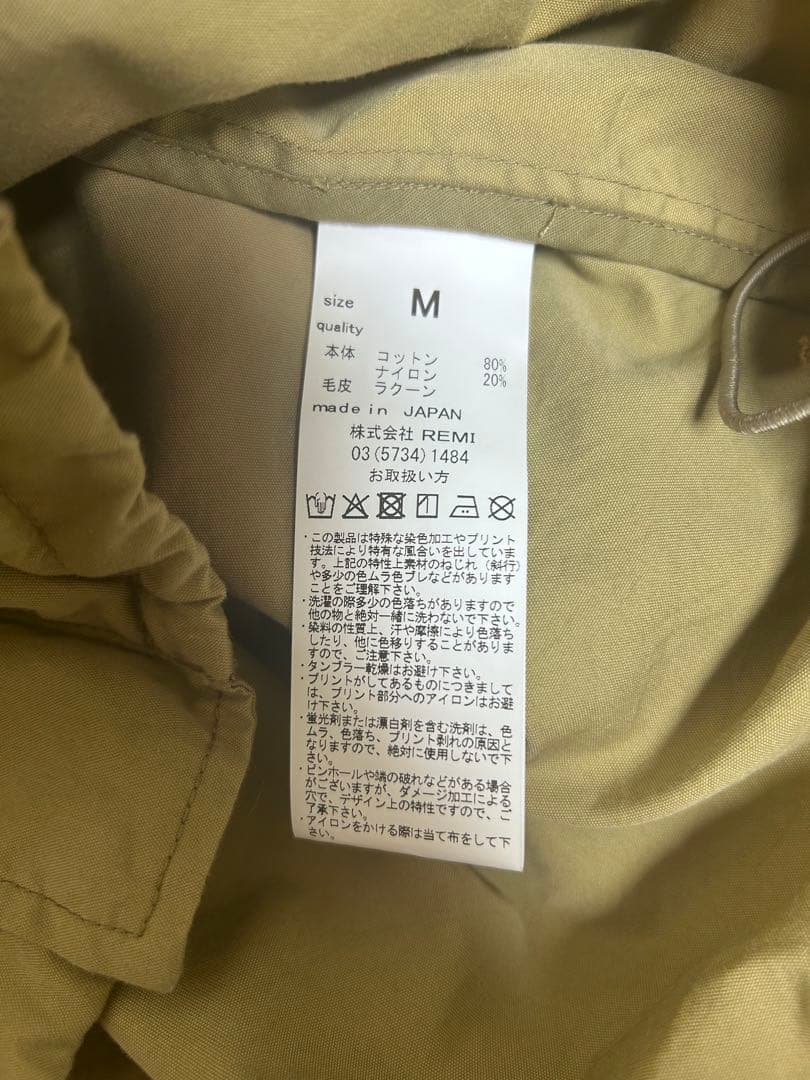 size M
quality
本体 コットン 80%
ナイロン 20%
毛皮 ラクーン
made in JAPAN
株式会社 REMI
03(5734)1484
お取扱い方
・この製品は特殊な染色加工やプリント
技法により特有な風合いを出していま
す。上記の特性上素材のねじれ(斜行)
や多少の色ムラ色ブレなどがあります
ことをご理解下さい。
・洗濯の際多少の色落ちがありますので
他の物と絶対一緒に洗わないで下さい。
・染料の性質上、汗や摩擦により色落ち
したり、他に色移りすることがありま
すので、ご注意下さい。
・タンブラー乾燥はお避け下さい。
・プリントがしてあるものにつきまして
は、プリント部分へのアイロンはお避
け下さい。
・蛍光剤または漂白剤を含む洗剤は、色
ムラ、色落ち、プリント剥れの原因と
なりますので、絶対に使用しないで下
さい。
・ピンホールや端の破れなどがある場合
がございますが、ダメージ加工による
穴で、デザイン上の特性ですので、ご
了承下さい。
・アイロンをかける際は当て布をして下
さい。